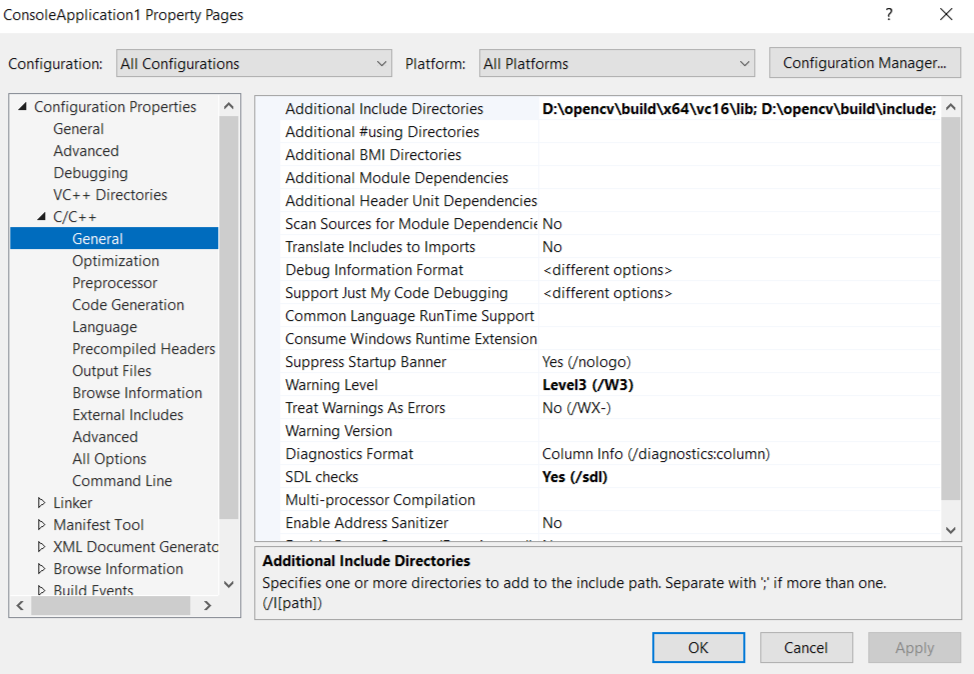 ConsoleApplication1 Property Pages
Configuration: All Configurations Platform: All Platforms Configuration Manager...
Configuration Properties
General
Advanced
Debugging
VC++ Directories
C/C++
General
Optimization
Preprocessor
Code Generation
Language
Precompiled Headers
Output Files
Browse Information
External Includes
Advanced
All Options
Command Line
Linker
Manifest Tool
XML Document Generatc
Browse Information
Build Events
Additional Include Directories D:\opencv\build\x64\vc16\lib; D:\opencv\build\include;
Additional #using Directories
Additional BMI Directories
Additional Module Dependencies
Additional Header Unit Dependencies
Scan Sources for Module Dependencie No
Translate Includes to Imports No
Debug Information Format <different options>
Support Just My Code Debugging <different options>
Common Language RunTime Support
Consume Windows Runtime Extension
Suppress Startup Banner Yes (/nologo)
Warning Level Level3 (/W3)
Treat Warnings As Errors No (/WX-)
Warning Version
Diagnostics Format Column Info (/diagnostics:column)
SDL checks Yes (/sdl)
Multi-processor Compilation
Enable Address Sanitizer No
Additional Include Directories
Specifies one or more directories to add to the include path. Separate with ';' if more than one.
(/I[path])
OK Cancel Apply